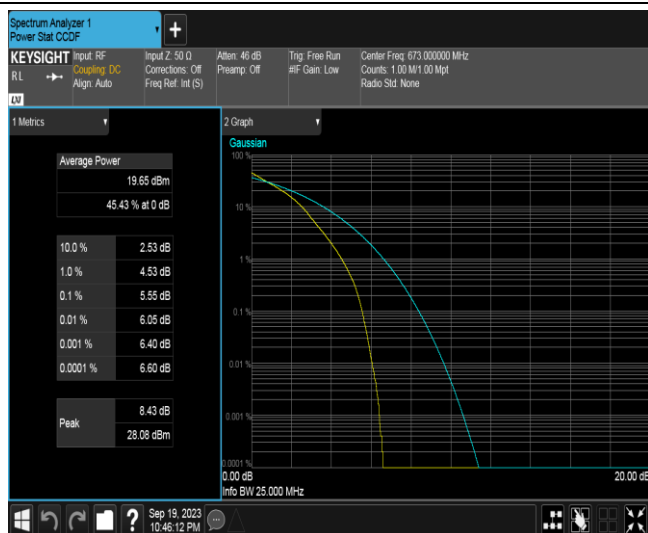 Spectrum Analyzer 1
Power Stat CCDF
+
KEYSIGHT
RL
LXI
Input: RF
Coupling: DC
Align: Auto
Input Z: 50 Ω
Corrections: Off
Freq Ref: Int (S)
Atten: 46 dB
Preamp: Off
Trig: Free Run
#IF Gain: Low
Center Freq: 673.000000 MHz
Counts: 1.00 M/1.00 Mpt
Radio Std: None
1 Metrics
Average Power
19.65 dBm
45.43 % at 0 dB
10.0 % 2.53 dB
1.0 % 4.53 dB
0.1 % 5.55 dB
0.01 % 6.05 dB
0.001 % 6.40 dB
0.0001 % 6.60 dB
Peak
8.43 dB
28.08 dBm
2 Graph
Gaussian
100 %
10 %
1 %
0.1 %
0.01 %
0.001 %
0.0001 %
0.00 dB 20.00 dB
Info BW 25.000 MHz
?
Sep 19, 2023
10:46:12 PM